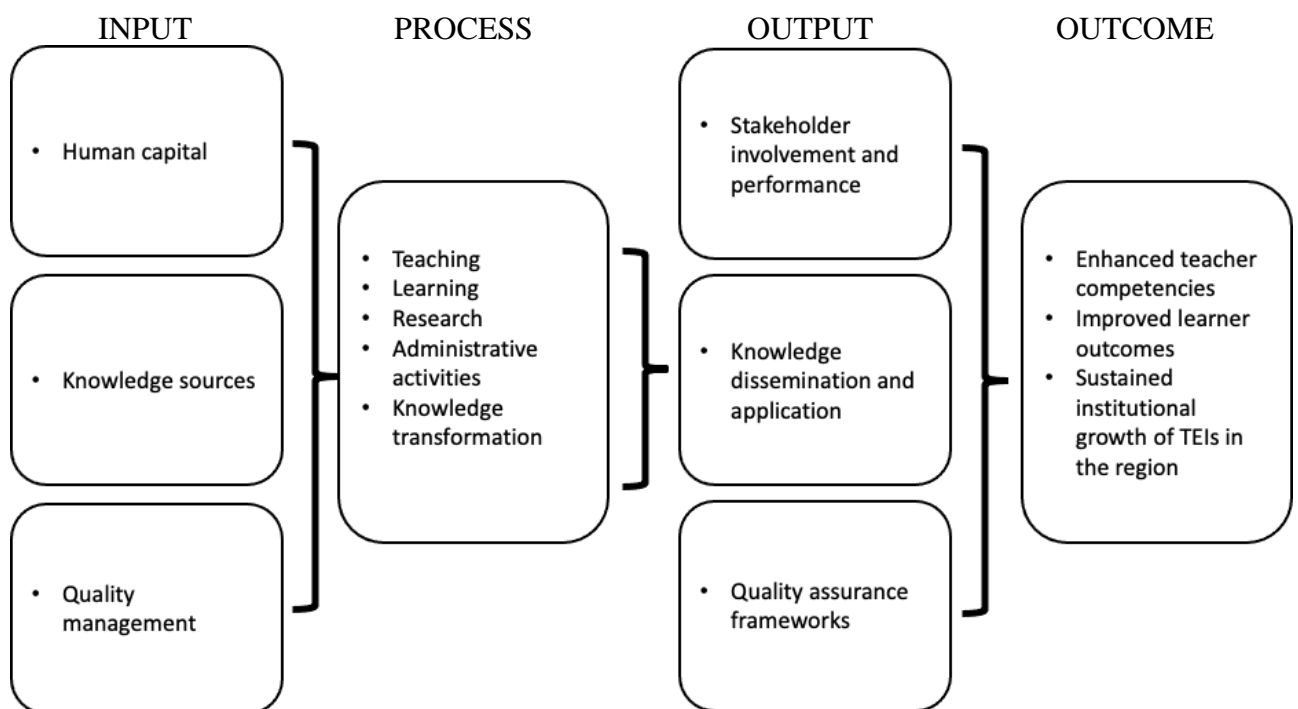 INPUT
PROCESS
OUTPUT
OUTCOME
• Human capital
• Knowledge sources
• Quality
management
• Teaching
• Learning
• Research
• Administrative
activities
• Knowledge
transformation
• Stakeholder
involvement and
performance
• Knowledge
dissemination and
application
• Quality assurance
frameworks
• Enhanced teacher
competencies
• Improved learner
outcomes
• Sustained
institutional
growth of TEIs in
the region